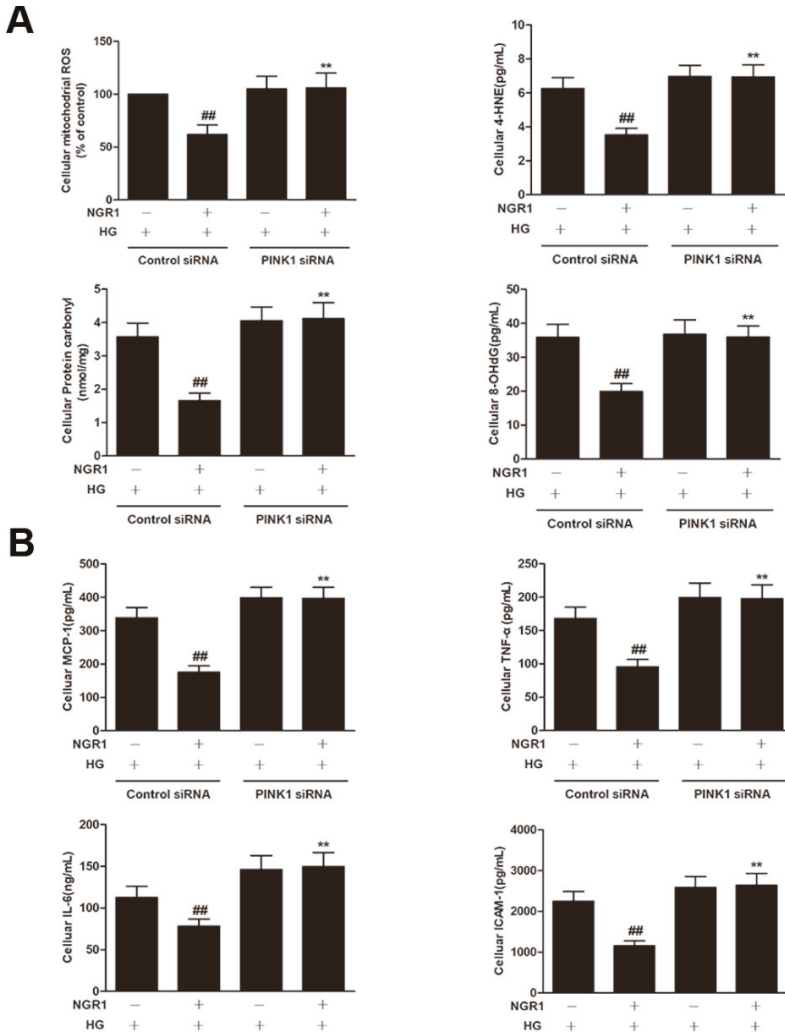 A
Cellular mitochodrial ROS
(% of control)
150
100
50
0
##
**
NGR1 – + – +
HG + + + +
Control siRNA PINK1 siRNA
Cellular 4-HNE(pg/mL)
8
6
4
2
0
##
**
NGR1 – + – +
HG + + + +
Control siRNA PINK1 siRNA
Cellular Protein carbonyl
(nmol/mg)
5
4
3
2
1
0
##
**
NGR1 – + – +
HG + + + +
Control siRNA PINK1 siRNA
Cellular 8-OHdG(pg/mL)
50
40
30
20
10
0
##
**
NGR1 – + – +
HG + + + +
Control siRNA PINK1 siRNA
B
Celluar MCP-1(pg/mL)
500
400
300
200
100
0
##
**
NGR1 – + – +
HG + + + +
Control siRNA PINK1 siRNA
Cellular TNF-α (pg/mL)
250
200
150
100
50
0
##
**
NGR1 – + – +
HG + + + +
Control siRNA PINK1 siRNA
Celluar IL-6(ng/mL)
200
150
100
50
0
##
**
NGR1 – + – +
HG + + + +
Celluar ICAM-1(pg/mL)
4000
3000
2000
1000
0
##
**
NGR1 – + – +
HG + + + +